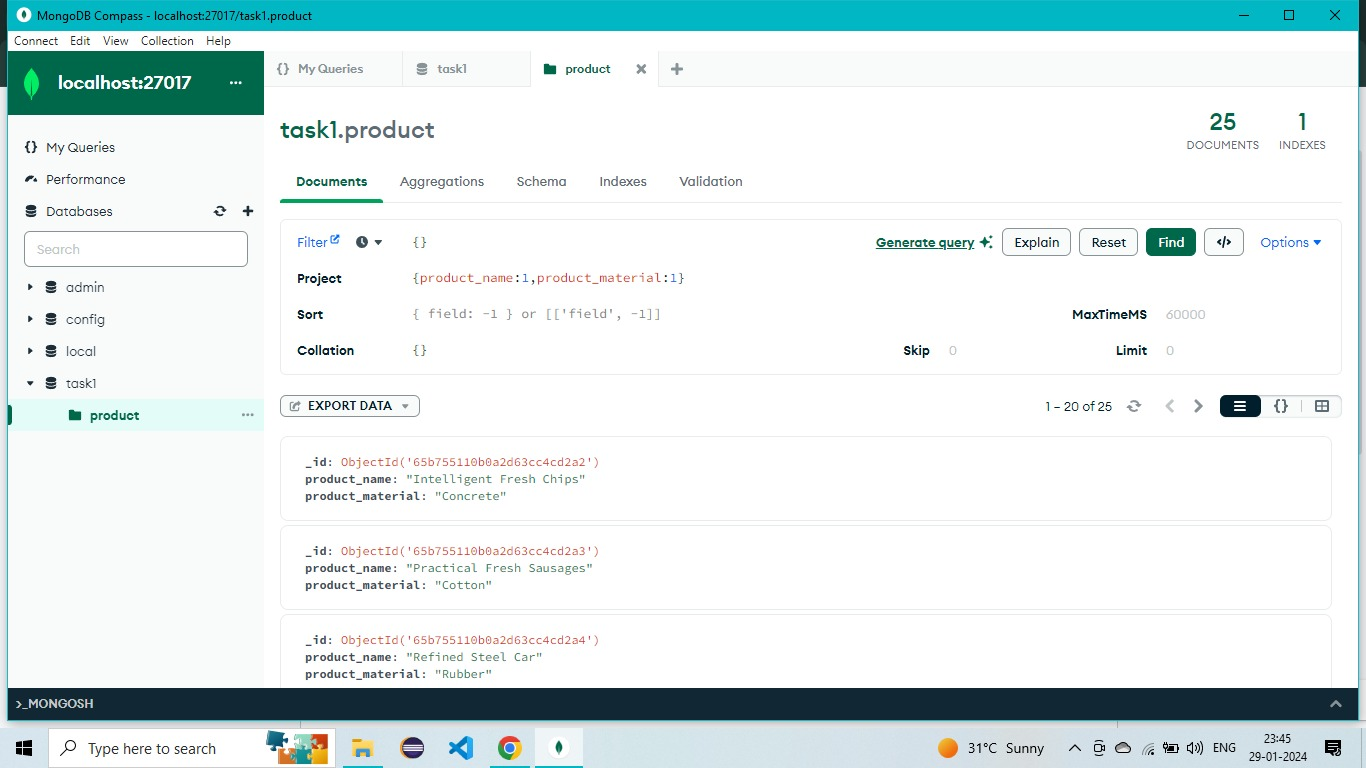 MongoDB Compass - localhost:27017/task1.product
Connect Edit View Collection Help
localhost:27017 ...
{} My Queries
task1
product
My Queries
Performance
Databases
Search
admin
config
local
task1
product ...
task1.product
25
DOCUMENTS
1
INDEXES
Documents Aggregations Schema Indexes Validation
Filter {} Generate query Explain Reset Find </> Options
Project {product_name:1,product_material:1}
Sort { field: -1 } or [['field', -1]] MaxTimeMS 60000
Collation {} Skip 0 Limit 0
EXPORT DATA 1 – 20 of 25 {}
_id: ObjectId('65b755110b0a2d63cc4cd2a2')
product_name: "Intelligent Fresh Chips"
product_material: "Concrete"
_id: ObjectId('65b755110b0a2d63cc4cd2a3')
product_name: "Practical Fresh Sausages"
product_material: "Cotton"
_id: ObjectId('65b755110b0a2d63cc4cd2a4')
product_name: "Refined Steel Car"
product_material: "Rubber"
>_MONGOSH
Type here to search
31°C Sunny
ENG
23:45
29-01-2024